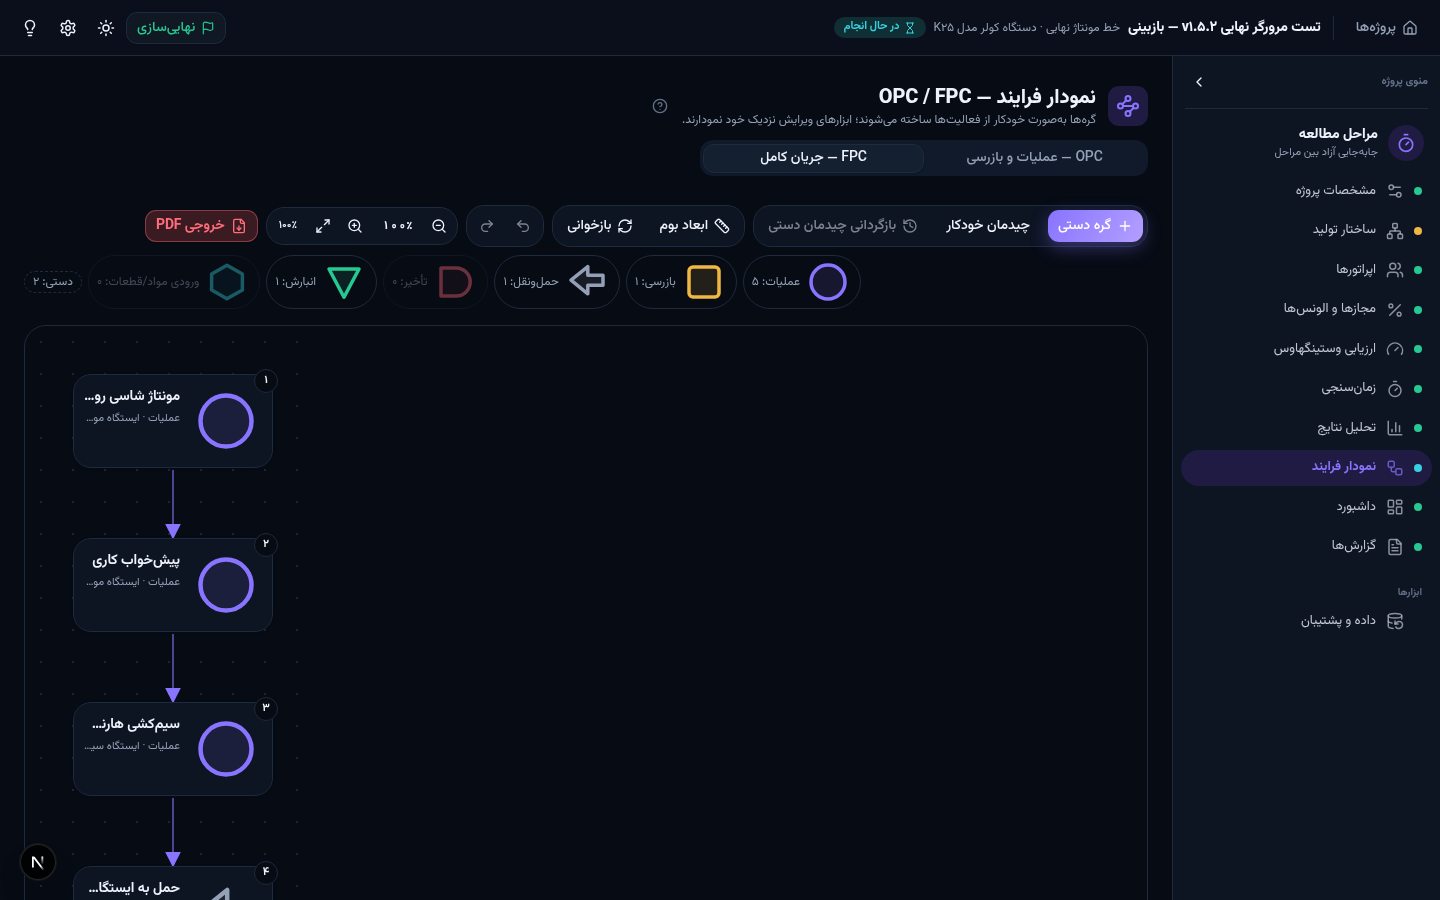 پروژه‌ها
تست مرورگر نهایی v۱.۵.۲ — بازبینی
خط مونتاژ نهایی · دستگاه کولر مدل K۲۵
در حال انجام
نهایی‌سازی
منوی پروژه
مراحل مطالعه
جابه‌جایی آزاد بین مراحل
مشخصات پروژه
ساختار تولید
اپراتورها
مجازها و الونس‌ها
ارزیابی وستینگهاوس
زمان‌سنجی
تحلیل نتایج
نمودار فرایند
داشبورد
گزارش‌ها
ابزارها
داده و پشتیبان
نمودار فرایند — OPC / FPC
گره‌ها به‌صورت خودکار از فعالیت‌ها ساخته می‌شوند؛ ابزارهای ویرایش نزدیک خود نمودارند.
OPC — عملیات و بازرسی
FPC — جریان کامل
گره دستی
چیدمان خودکار
بازگردانی چیدمان دستی
ابعاد بوم
بازخوانی
۱۰۰٪
۱۰۰٪
خروجی PDF
عملیات: ۵
بازرسی: ۱
حمل‌ونقل: ۱
تأخیر: ۰
انبارش: ۱
ورودی مواد/قطعات: ۰
دستی: ۲
۱
مونتاژ شاسی رو…
عملیات · ایستگاه مو…
۲
پیش‌خواب کاری
عملیات · ایستگاه مو…
۳
سیم‌کشی هارنـ…
عملیات · ایستگاه سیـ…
۴
حمل به ایستگا…
N